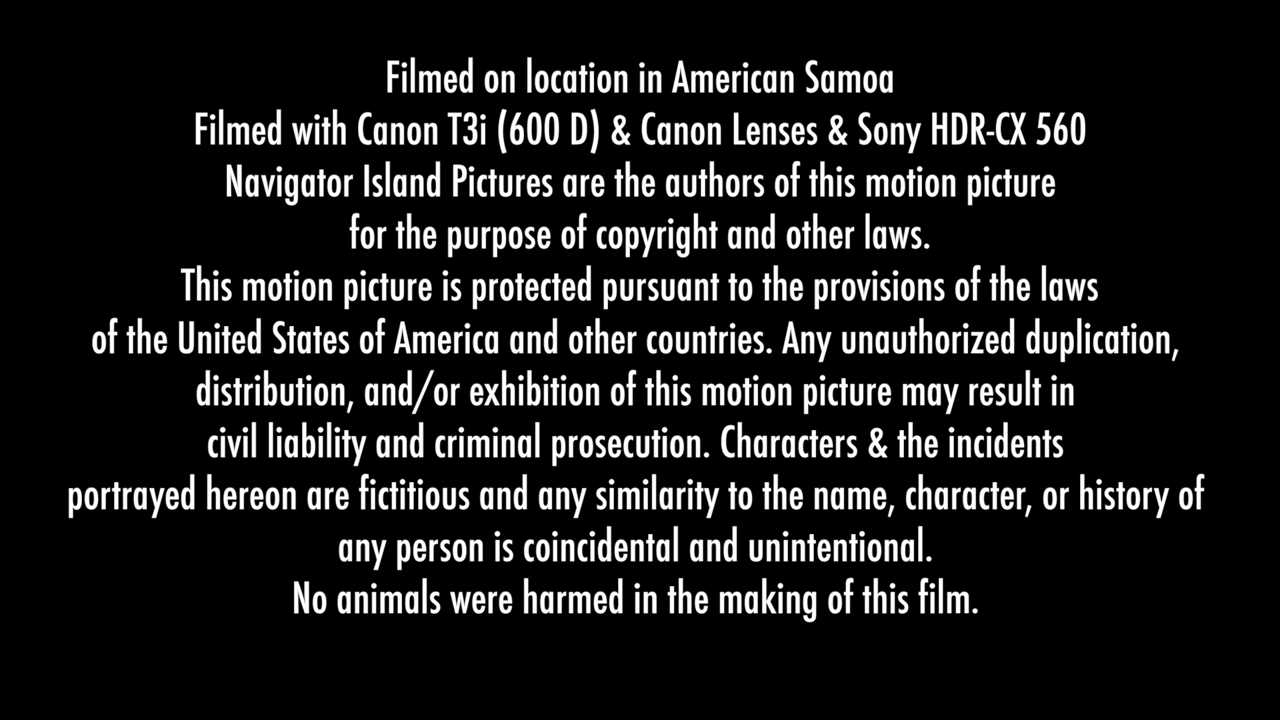 Filmed on location in American Samoa
Filmed with Canon T3i (600 D) & Canon Lenses & Sony HDR-CX 560
Navigator Island Pictures are the authors of this motion picture
for the purpose of copyright and other laws.
This motion picture is protected pursuant to the provisions of the laws
of the United States of America and other countries. Any unauthorized duplication,
distribution, and/or exhibition of this motion picture may result in
civil liability and criminal prosecution. Characters & the incidents
portrayed hereon are fictitious and any similarity to the name, character, or history of
any person is coincidental and unintentional.
No animals were harmed in the making of this film.